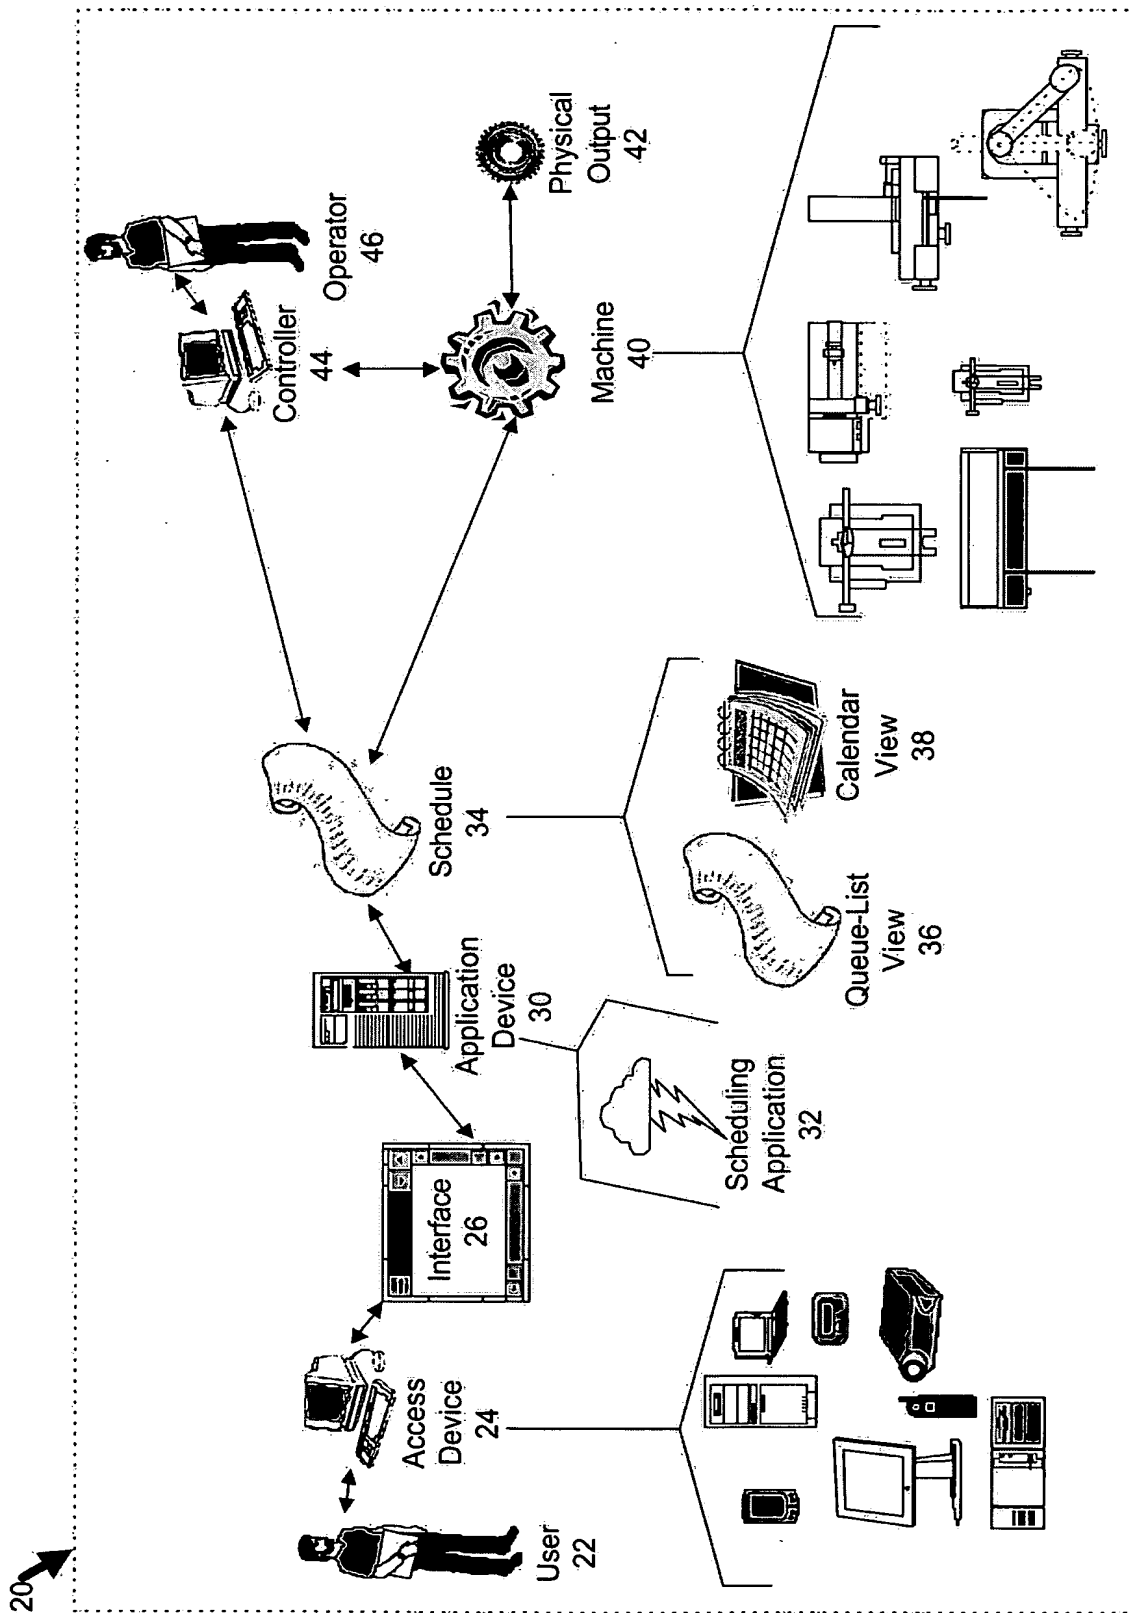 20
User
22
Access
Device
24
Interface
26
Application
Device
30
Scheduling
Application
32
Schedule
34
Queue-List
View
36
Calendar
View
38
Controller
44
Operator
46
Machine
40
Physical
Output
42